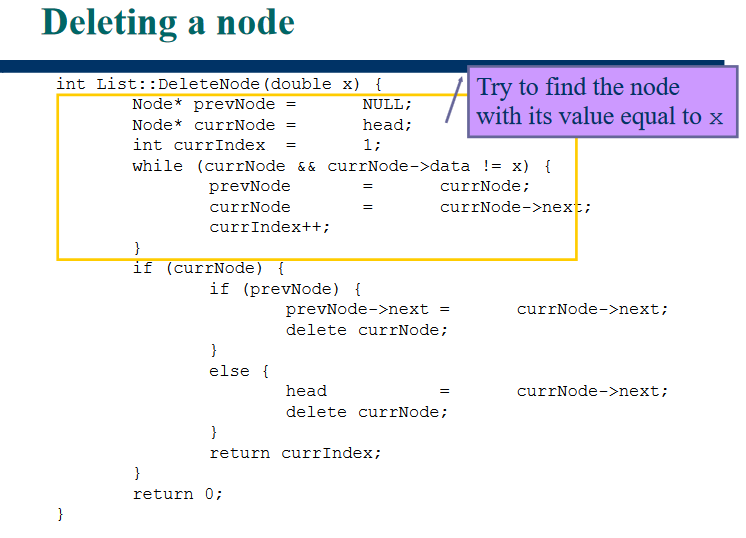 Deleting a node
int List::DeleteNode(double x) {
Try to find the node
with its value equal to x
Node* prevNode = NULL;
Node* currNode = head;
int currIndex = 1;
while (currNode && currNode->data != x) {
prevNode = currNode;
currNode = currNode->next;
currIndex++;
}
if (currNode) {
if (prevNode) {
prevNode->next = currNode->next;
delete currNode;
}
else {
head = currNode->next;
delete currNode;
}
return currIndex;
}
return 0;
}